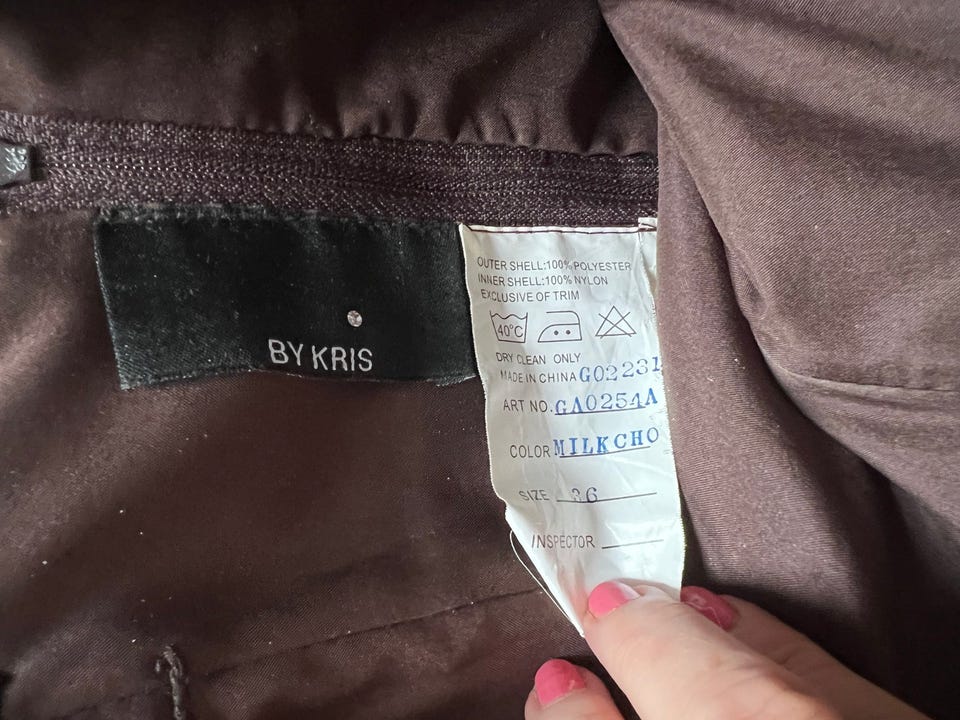 BY KRIS
OUTER SHELL:100% POLYESTER
INNER SHELL:100% NYLON
EXCLUSIVE OF TRIM
40°C
DRY CLEAN ONLY
MADE IN CHINA G02231
ART NO. GA0254A
COLOR MILKCHO
SIZE 36
INSPECTOR